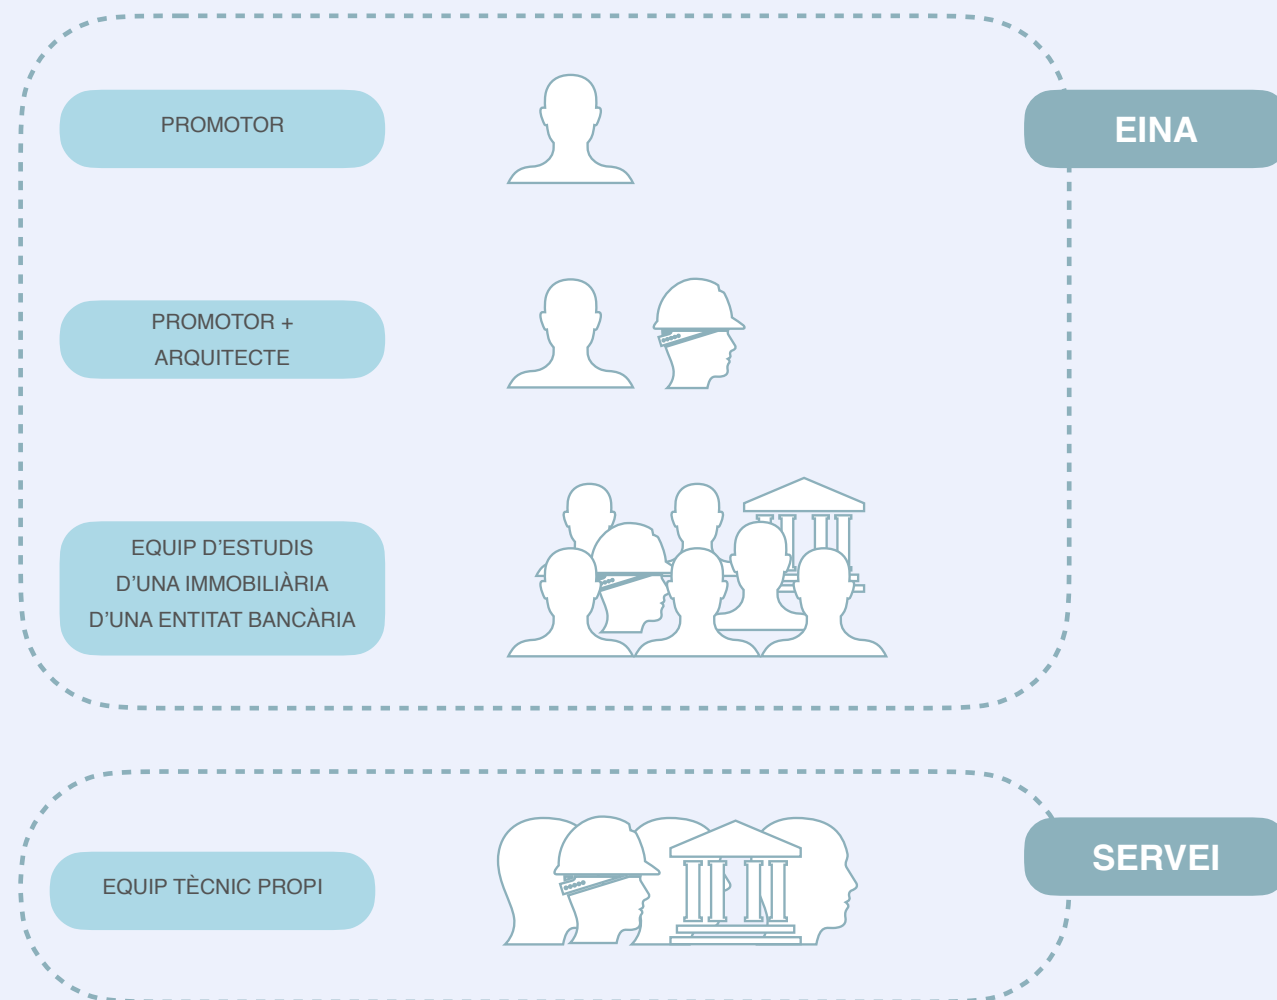 PROMOTOR
EINA
PROMOTOR +
ARQUITECTE
EQUIP D'ESTUDIS
D'UNA IMMOBILIÀRIA
D'UNA ENTITAT BANCÀRIA
SERVEI
EQUIP TÈCNIC PROPI